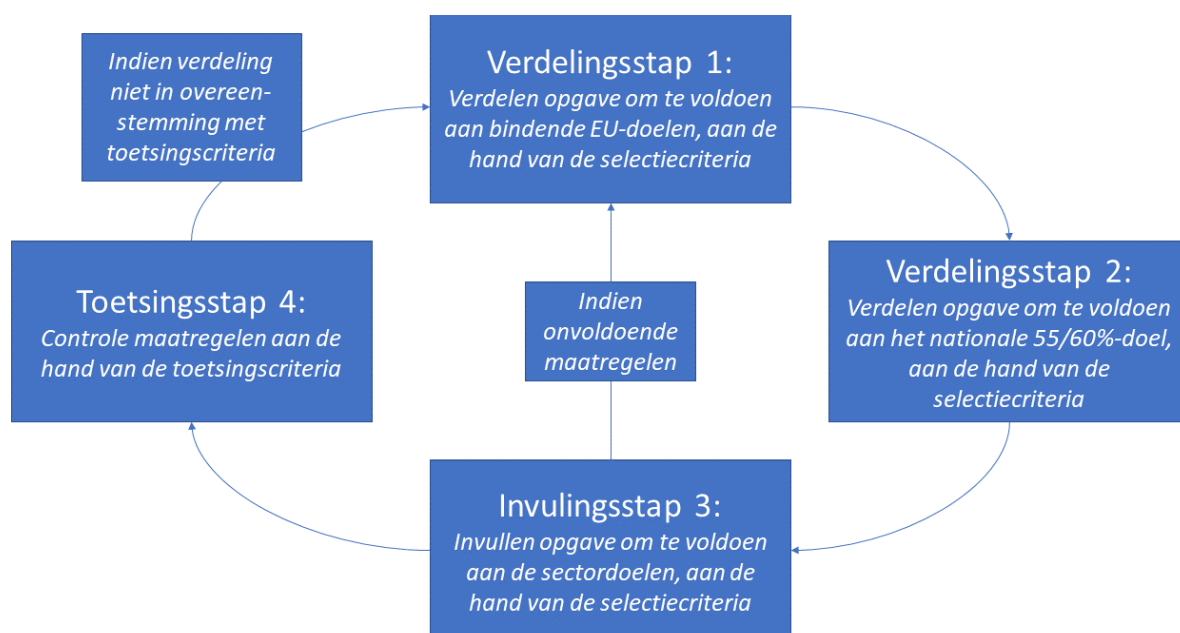 Indien verdeling
niet in overeen-
stemming met
toetsingscriteria
Verdelingsstap 1:
Verdelen opgave om te voldoen
aan bindende EU-doelen, aan de
hand van de selectiecriteria
Verdelingsstap 2:
Verdelen opgave om te voldoen
aan het nationale 55/60%-doel,
aan de hand van de
selectiecriteria
Toetsingsstap 4:
Controle maatregelen aan de
hand van de toetsingscriteria
Indien
onvoldoende
maatregelen
Invulingsstap 3:
Invullen opgave om te voldoen
aan de sectordoelen, aan de
hand van de selectiecriteria